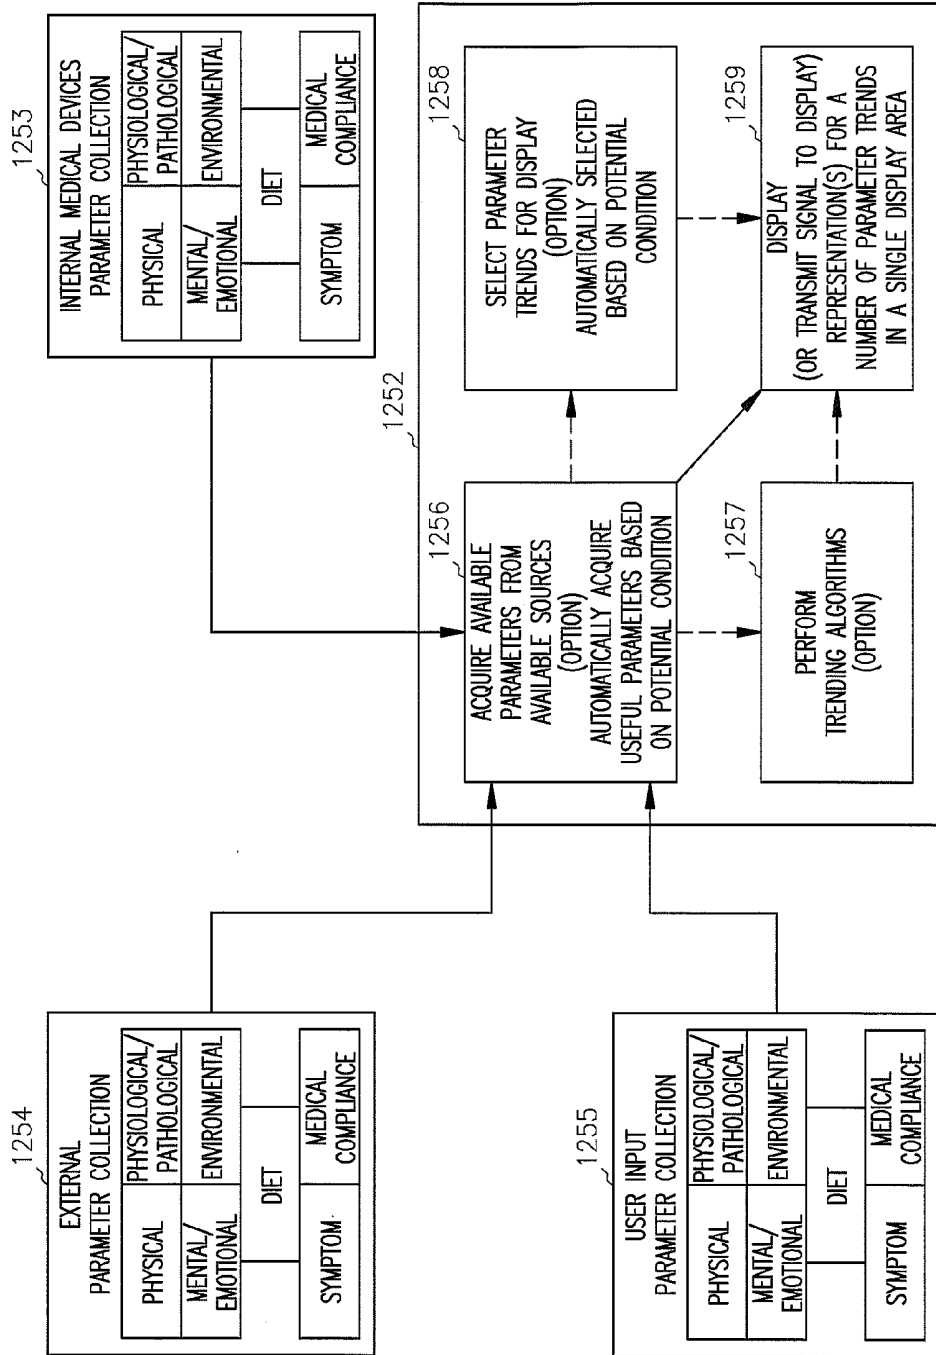 1254
EXTERNAL
PARAMETER COLLECTION
PHYSICAL
PHYSIOLOGICAL/
PATHOLOGICAL
MENTAL/
EMOTIONAL
ENVIRONMENTAL
DIET
SYMPTOM
MEDICAL
COMPLIANCE
1253
INTERNAL MEDICAL DEVICES
PARAMETER COLLECTION
PHYSICAL
PHYSIOLOGICAL/
PATHOLOGICAL
MENTAL/
EMOTIONAL
ENVIRONMENTAL
DIET
SYMPTOM
MEDICAL
COMPLIANCE
1255
USER INPUT
PARAMETER COLLECTION
PHYSICAL
PHYSIOLOGICAL/
PATHOLOGICAL
MENTAL/
EMOTIONAL
ENVIRONMENTAL
DIET
SYMPTOM
MEDICAL
COMPLIANCE
1252
1256
ACQUIRE AVAILABLE
PARAMETERS FROM
AVAILABLE SOURCES
(OPTION)
AUTOMATICALLY ACQUIRE
USEFUL PARAMETERS BASED
ON POTENTIAL CONDITION
1258
SELECT PARAMETER
TRENDS FOR DISPLAY
(OPTION)
AUTOMATICALLY SELECTED
BASED ON POTENTIAL
CONDITION
1257
PERFORM
TRENDING ALGORITHMS
(OPTION)
1259
DISPLAY
(OR TRANSMIT SIGNAL TO DISPLAY)
REPRESENTATION(S) FOR A
NUMBER OF PARAMETER TRENDS
IN A SINGLE DISPLAY AREA